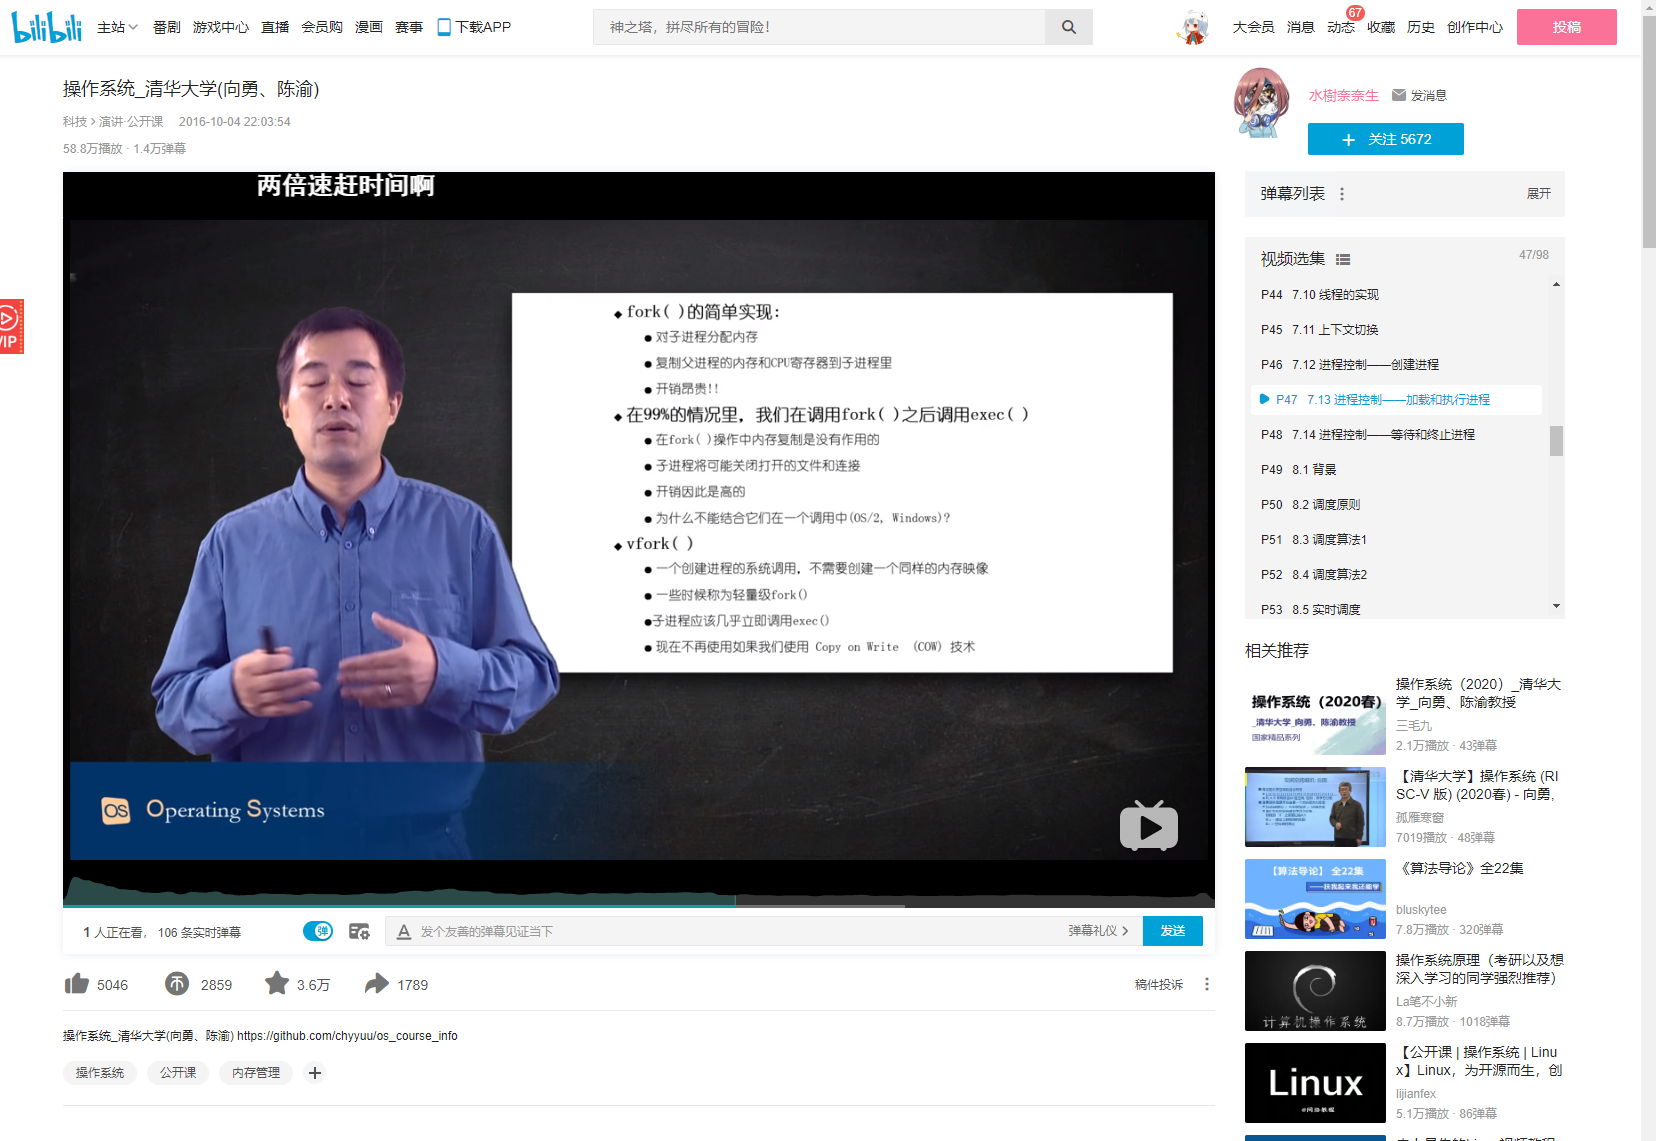 bilibili 主站 番剧 游戏中心 直播 会员购 漫画 赛事 下载APP 神之塔，拼尽所有的冒险！ 大会员 消息 动态 67 收藏 历史 创作中心 投稿
操作系统_清华大学(向勇、陈渝)
科技 > 演讲·公开课 2016-10-04 22:03:54
58.8万播放 · 1.4万弹幕
水樹奈奈生 发消息
+ 关注 5672
两倍速赶时间啊
VIP
fork( )的简单实现：
对子进程分配内存
复制父进程的内存和CPU寄存器到子进程里
开销昂贵!!
在99%的情况里，我们在调用fork( )之后调用exec( )
在fork( )操作中内存复制是没有作用的
子进程将可能关闭打开的文件和连接
开销因此是高的
为什么不能结合它们在一个调用中(OS/2, Windows)?
vfork( )
一个创建进程的系统调用，不需要创建一个同样的内存映像
一些时候称为轻量级fork()
子进程应该几乎立即调用exec()
现在不再使用如果我们使用 Copy on Write （COW）技术
OS Operating Systems
1 人正在看， 106 条实时弹幕 弹 A 发个友善的弹幕见证当下 弹幕礼仪 > 发送
5046 2859 3.6万 1789 稿件投诉
操作系统_清华大学(向勇、陈渝) https://github.com/chyyuu/os_course_info
操作系统 公开课 内存管理 +
弹幕列表 展开
视频选集 47/98
P44 7.10 线程的实现
P45 7.11 上下文切换
P46 7.12 进程控制——创建进程
P47 7.13 进程控制——加载和执行进程
P48 7.14 进程控制——等待和终止进程
P49 8.1 背景
P50 8.2 调度原则
P51 8.3 调度算法1
P52 8.4 调度算法2
P53 8.5 实时调度
相关推荐
操作系统（2020春）
_清华大学_向勇、陈渝教授
国家精品系列
操作系统（2020）_清华大
学_向勇、陈渝教授
三毛九
2.1万播放 · 43弹幕
【清华大学】操作系统 (RI
SC-V 版) (2020春) - 向勇,
孤雁寒窗
7019播放 · 48弹幕
【算法导论】 全22集
《算法导论》全22集
bluskytee
7.8万播放 · 320弹幕
计算机操作系统
操作系统原理（考研以及想
深入学习的同学强烈推荐）
La笔不小新
8.7万播放 · 1018弹幕
Linux
【公开课 | 操作系统 | Linu
x】Linux，为开源而生，创
lijianfex
5.1万播放 · 86弹幕